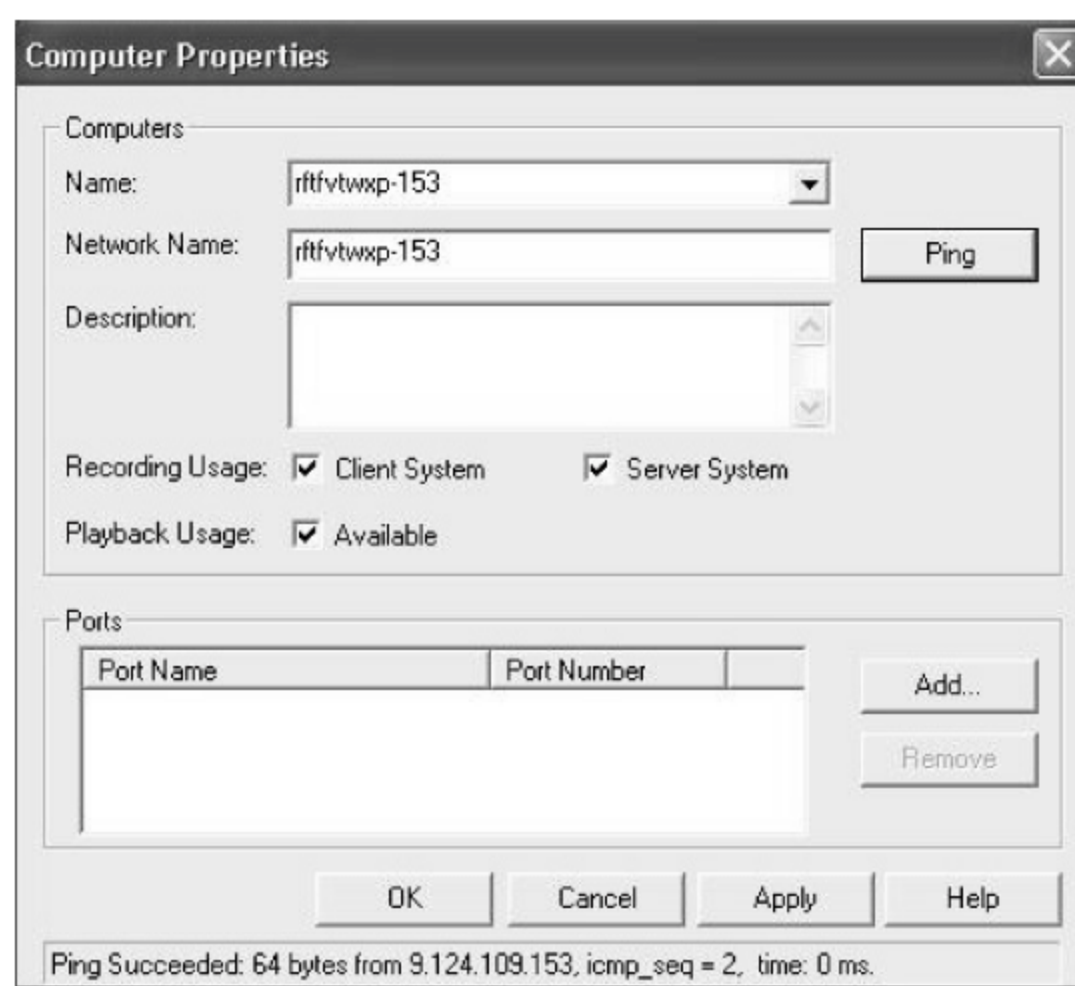 Computer Properties
Computers
Name: rftfvtwxp-153
Network Name: rftfvtwxp-153 Ping
Description:
Recording Usage: Client System Server System
Playback Usage: Available
Ports
Port Name Port Number
Add...
Remove
OK Cancel Apply Help
Ping Succeeded: 64 bytes from 9.124.109.153, icmp_seq = 2, time: 0 ms.